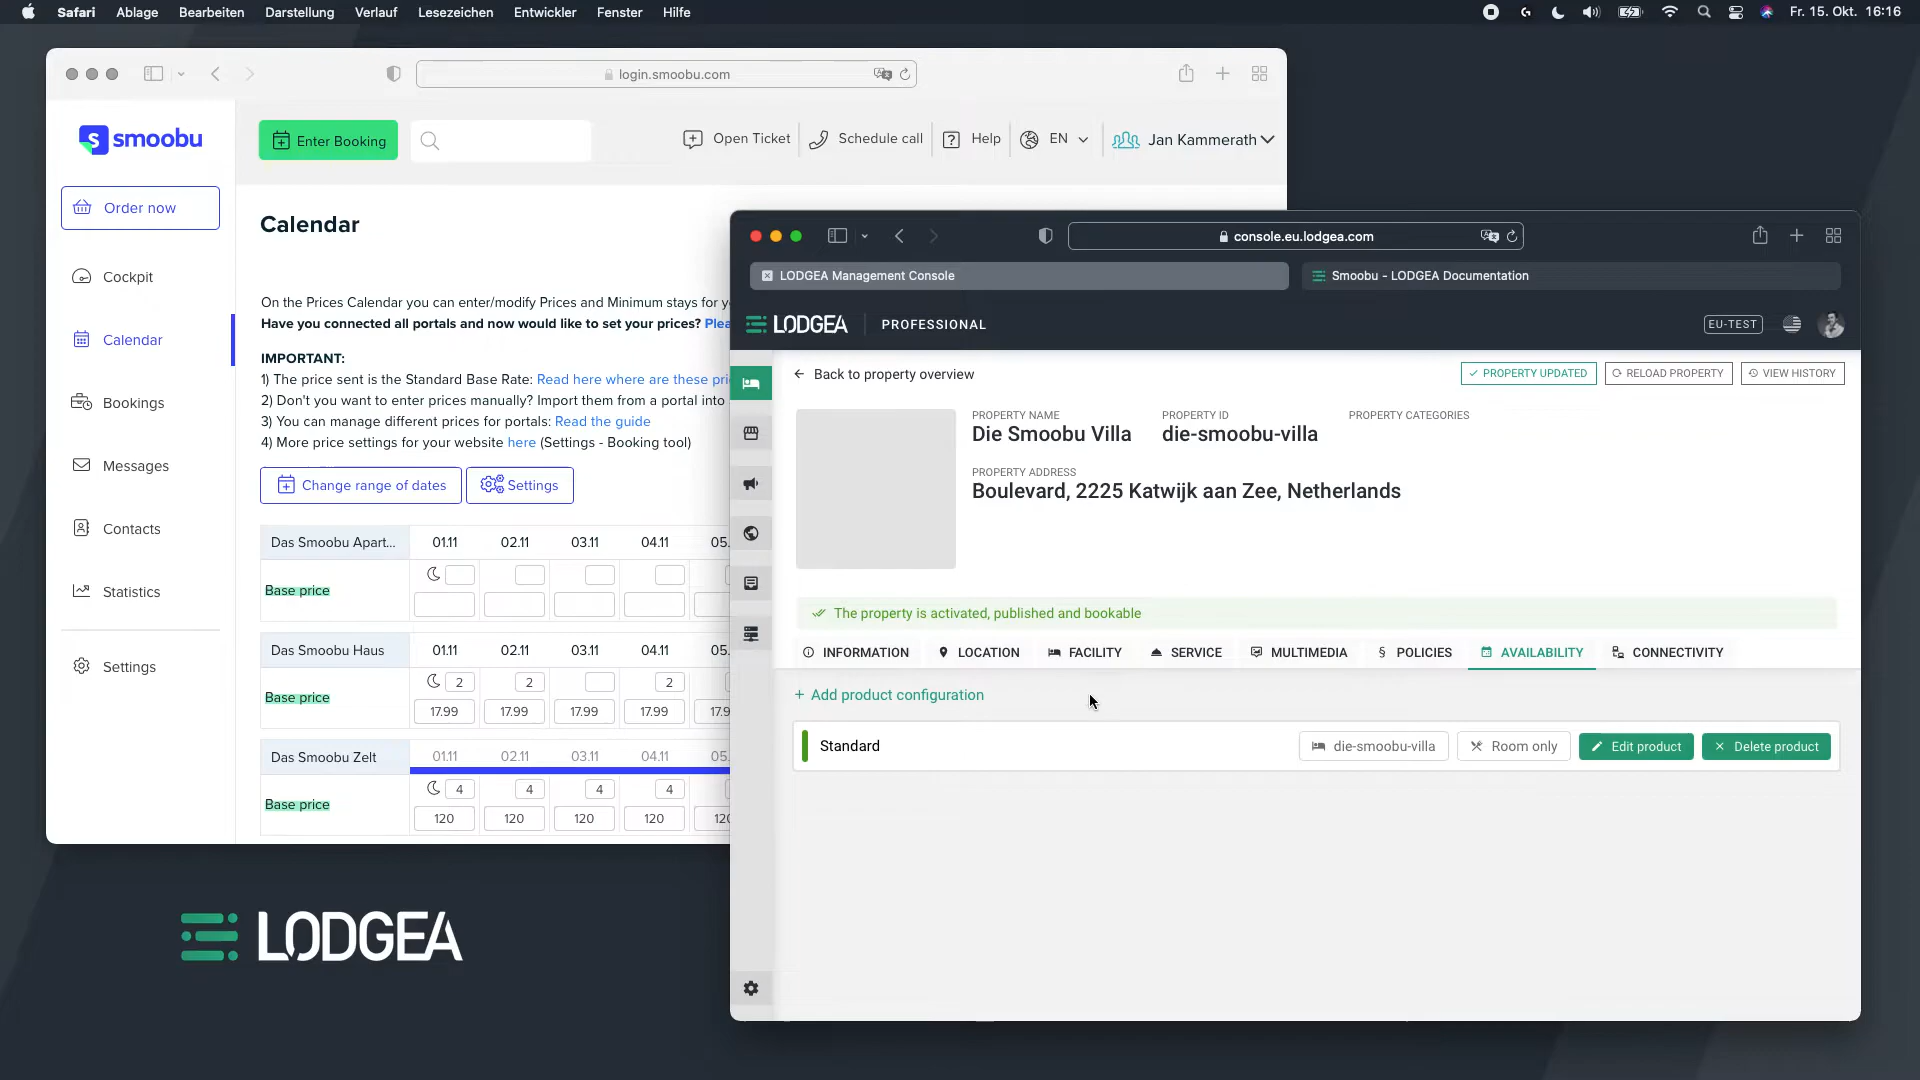 Safari Ablage Bearbeiten Darstellung Verlauf Lesezeichen Entwickler Fenster Hilfe
Fr. 15. Okt. 16:16
login.smoobu.com
smoobu
Enter Booking
Open Ticket
Schedule call
Help
EN
Jan Kammerath
Order now
Cockpit
Calendar
Bookings
Messages
Contacts
Statistics
Settings
Calendar
On the Prices Calendar you can enter/modify Prices and Minimum stays for
Have you connected all portals and now would like to set your prices?
IMPORTANT:
1) The price sent is the Standard Base Rate: Read here where are these
2) Don't you want to enter prices manually? Import them from a portal into
3) You can manage different prices for portals: Read the guide
4) More price settings for your website here (Settings - Booking tool)
Change range of dates
Settings
Das Smoobu Apart... 01.11 02.11 03.11 04.11 05.
Base price
Das Smoobu Haus 01.11 02.11 03.11 04.11 05.
2 2 2
Base price
17.99 17.99 17.99 17.99 17.9
Das Smoobu Zelt 01.11 02.11 03.11 04.11 05.
4 4 4 4
Base price
120 120 120 120 120
LODGEA
console.eu.lodgea.com
LODGEA Management Console
Smoobu - LODGEA Documentation
LODGEA
PROFESSIONAL
EU-TEST
Back to property overview
PROPERTY UPDATED
RELOAD PROPERTY
VIEW HISTORY
PROPERTY NAME
Die Smoobu Villa
PROPERTY ID
die-smoobu-villa
PROPERTY CATEGORIES
PROPERTY ADDRESS
Boulevard, 2225 Katwijk aan Zee, Netherlands
The property is activated, published and bookable
INFORMATION
LOCATION
FACILITY
SERVICE
MULTIMEDIA
§ POLICIES
AVAILABILITY
CONNECTIVITY
+ Add product configuration
Standard
die-smoobu-villa
Room only
Edit product
Delete product